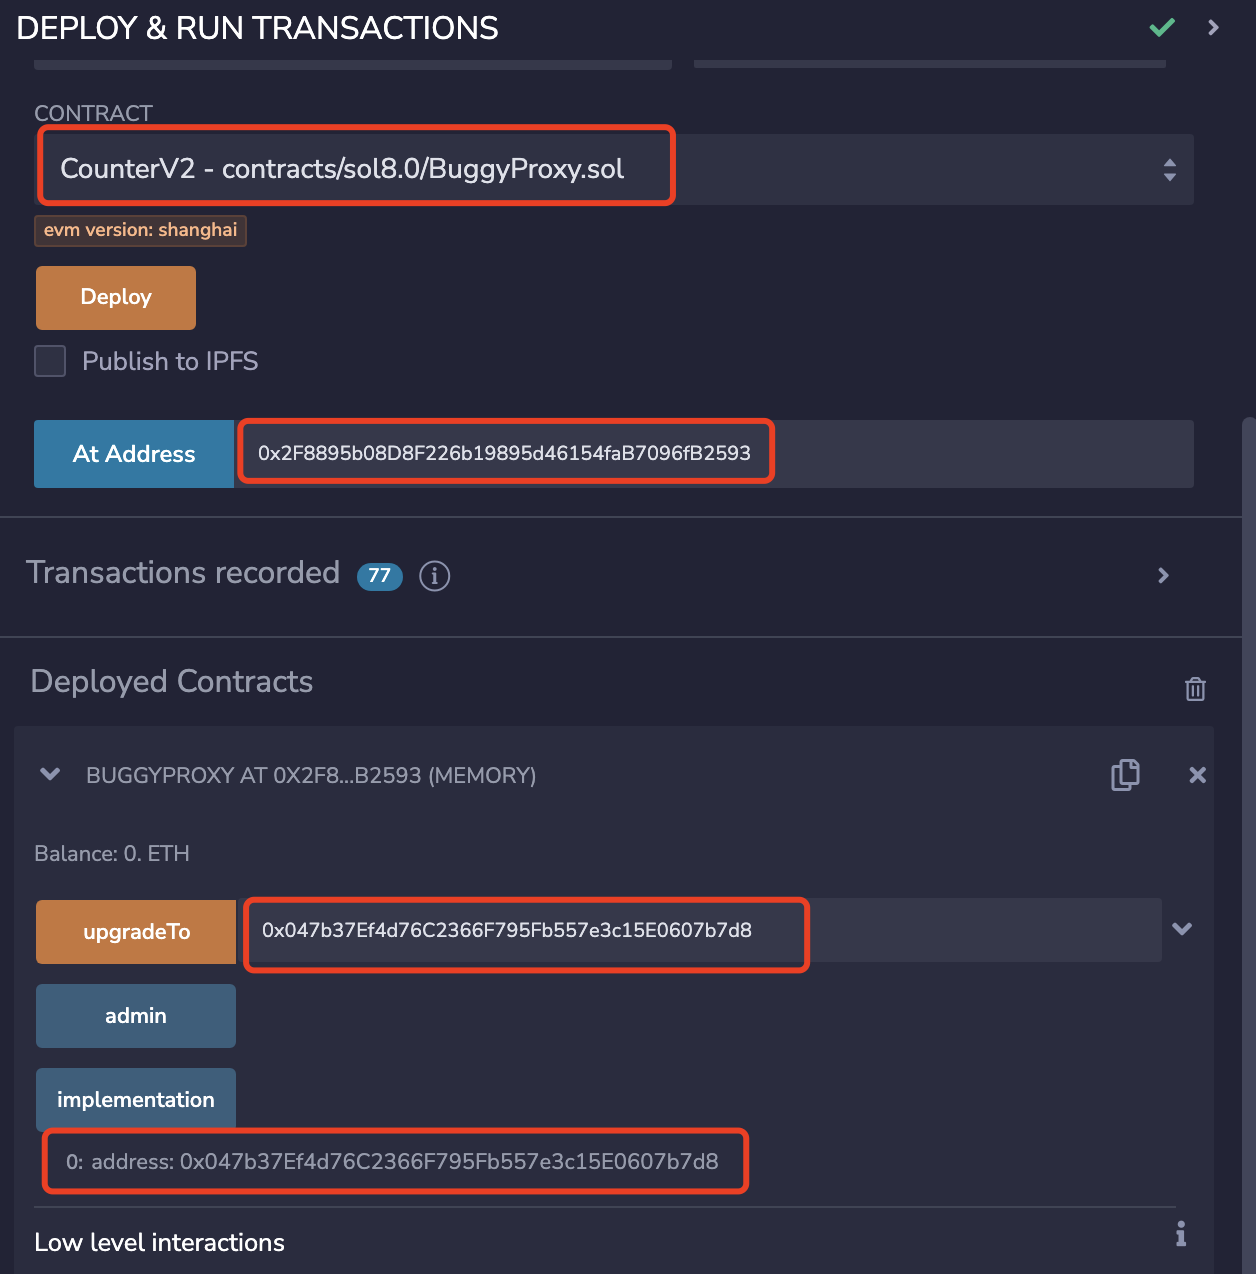 DEPLOY & RUN TRANSACTIONS
CONTRACT
CounterV2 - contracts/sol8.0/BuggyProxy.sol
evm version: shanghai
Deploy
Publish to IPFS
At Address 0x2F8895b08D8F226b19895d46154faB7096fB2593
Transactions recorded 77 i
Deployed Contracts
BUGGYPROXY AT 0X2F8...B2593 (MEMORY)
Balance: 0. ETH
upgradeTo 0x047b37Ef4d76C2366F795Fb557e3c15E0607b7d8
admin
implementation
0: address: 0x047b37Ef4d76C2366F795Fb557e3c15E0607b7d8
Low level interactions i